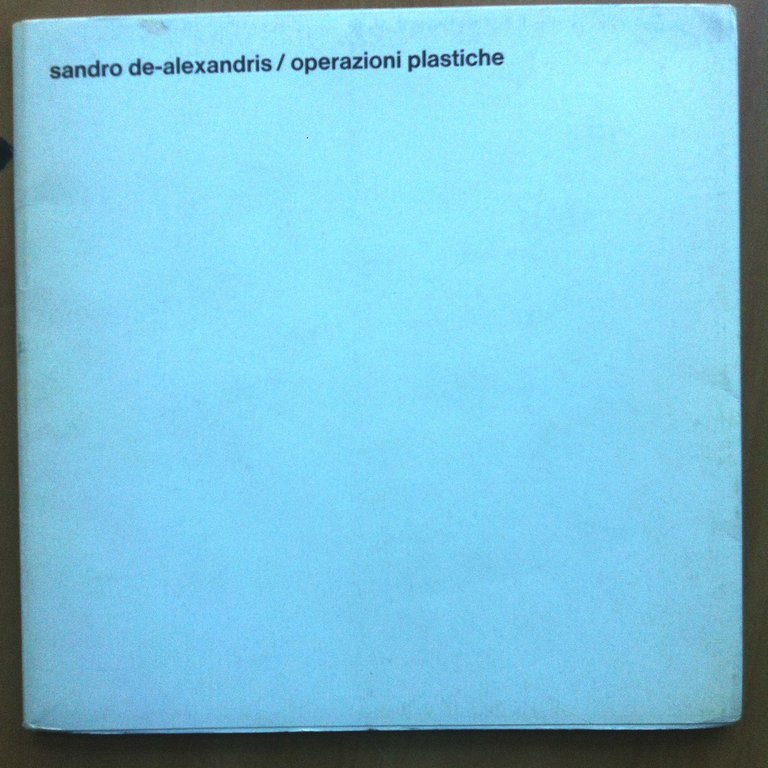 sandro de-alexandris / operazioni plastiche